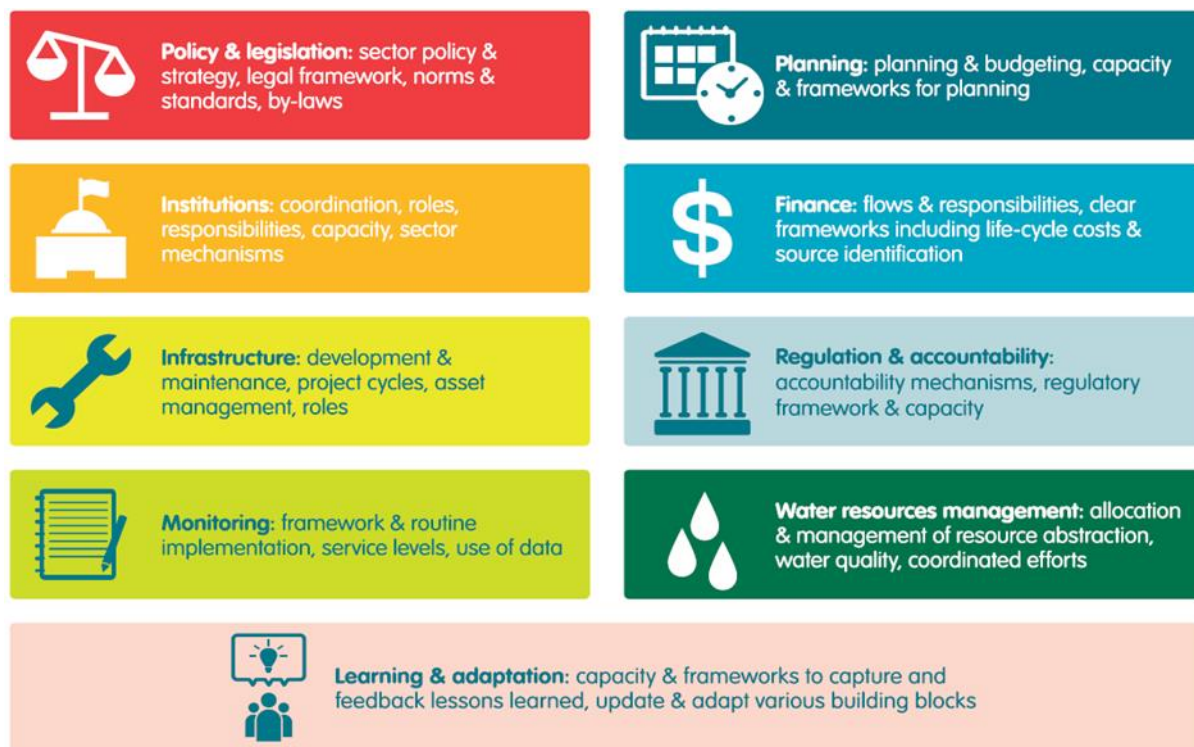 Policy & legislation: sector policy &
strategy, legal framework, norms &
standards, by-laws
Planning: planning & budgeting, capacity
& frameworks for planning
Institutions: coordination, roles,
responsibilities, capacity, sector
mechanisms
$
Finance: flows & responsibilities, clear
frameworks including life-cycle costs &
source identification
Infrastructure: development &
maintenance, project cycles, asset
management, roles
Regulation & accountability:
accountability mechanisms, regulatory
framework & capacity
Monitoring: framework & routine
implementation, service levels, use of data
Water resources management: allocation
& management of resource abstraction,
water quality, coordinated efforts
Learning & adaptation: capacity & frameworks to capture and
feedback lessons learned, update & adapt various building blocks